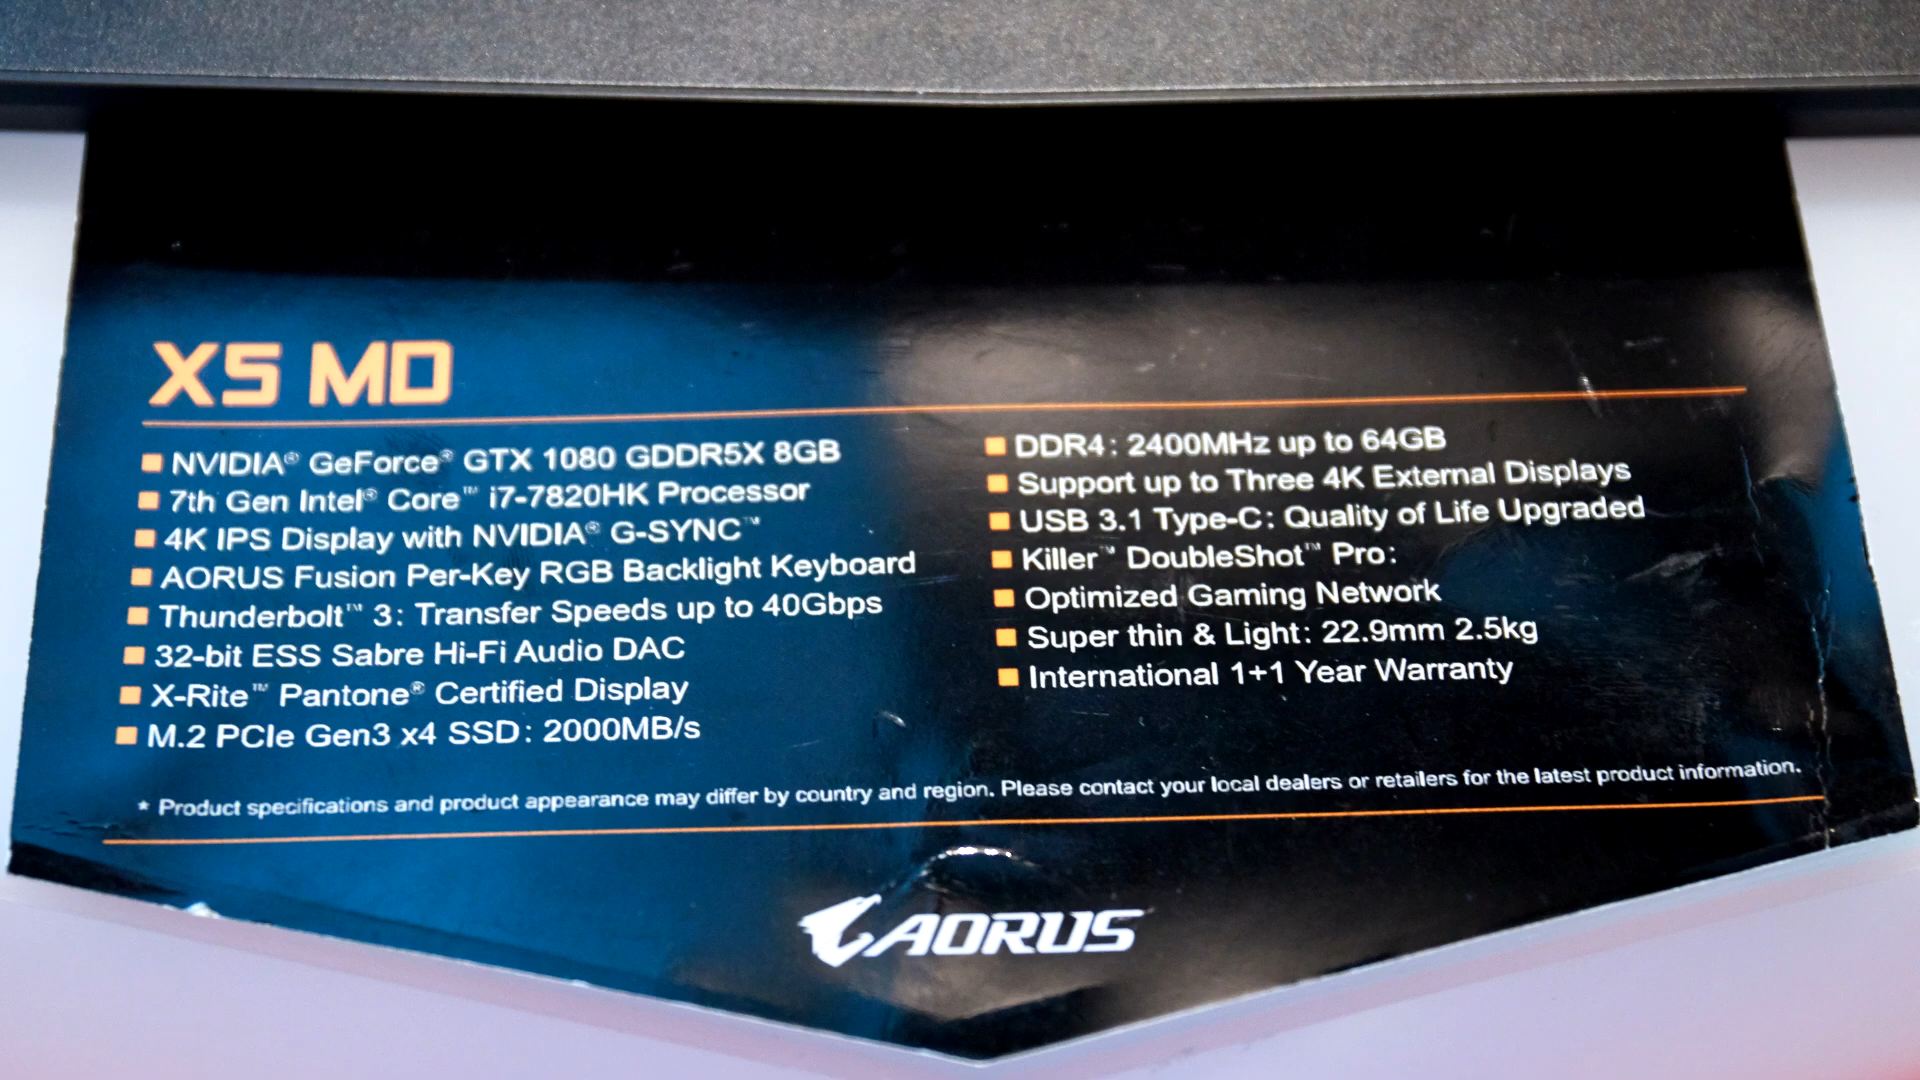 X5 MD
■ NVIDIA® GeForce® GTX 1080 GDDR5X 8GB
■ 7th Gen Intel® Core™ i7-7820HK Processor
■ 4K IPS Display with NVIDIA® G-SYNC™
■ AORUS Fusion Per-Key RGB Backlight Keyboard
■ Thunderbolt™ 3: Transfer Speeds up to 40Gbps
■ 32-bit ESS Sabre Hi-Fi Audio DAC
■ X-Rite™ Pantone® Certified Display
■ M.2 PCIe Gen3 x4 SSD: 2000MB/s
■ DDR4: 2400MHz up to 64GB
■ Support up to Three 4K External Displays
■ USB 3.1 Type-C: Quality of Life Upgraded
■ Killer™ DoubleShot™ Pro:
■ Optimized Gaming Network
■ Super thin & Light: 22.9mm 2.5kg
■ International 1+1 Year Warranty
* Product specifications and product appearance may differ by country and region. Please contact your local dealers or retailers for the latest product information.
AORUS